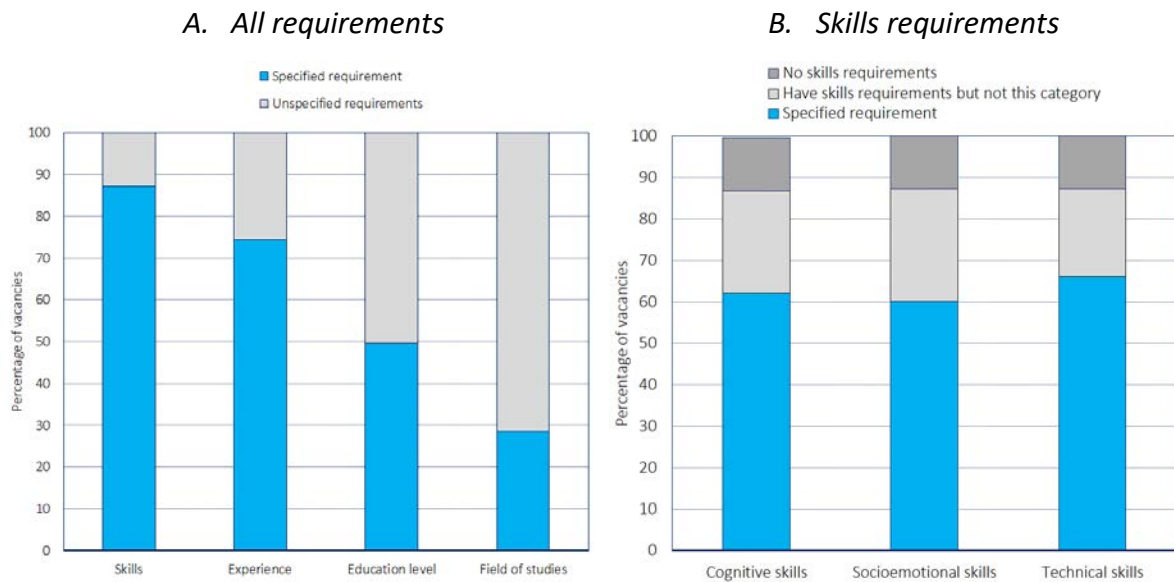 A. All requirements
Specified requirement
Unspecified requirements
Percentage of vacancies
100
90
80
70
60
50
40
30
20
10
0
Skills
Experience
Education level
Field of studies
B. Skills requirements
No skills requirements
Have skills requirements but not this category
Specified requirement
Percentage of vacancies
100
90
80
70
60
50
40
30
20
10
0
Cognitive skills
Socioemotional skills
Technical skills